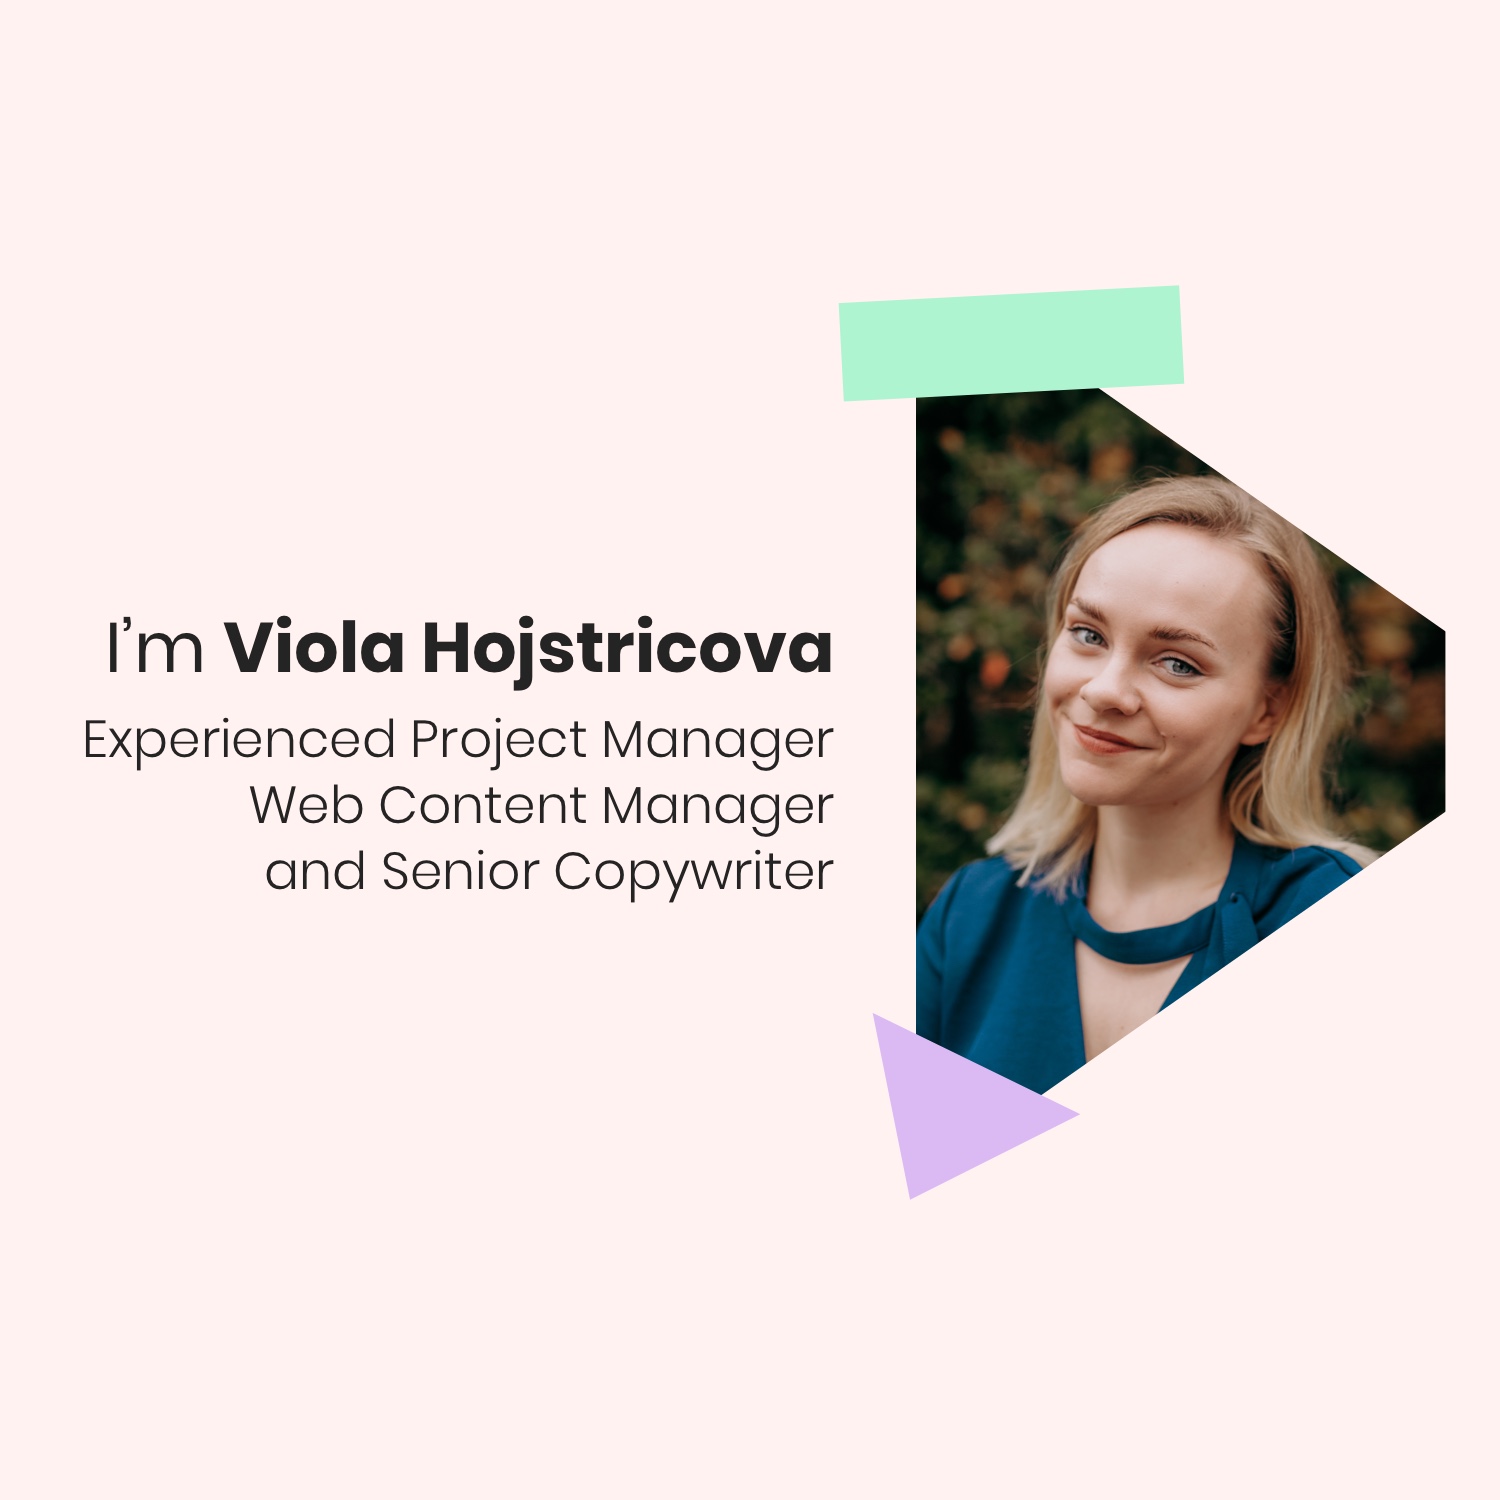 I’m Viola Hojstricova
Experienced Project Manager
Web Content Manager
and Senior Copywriter